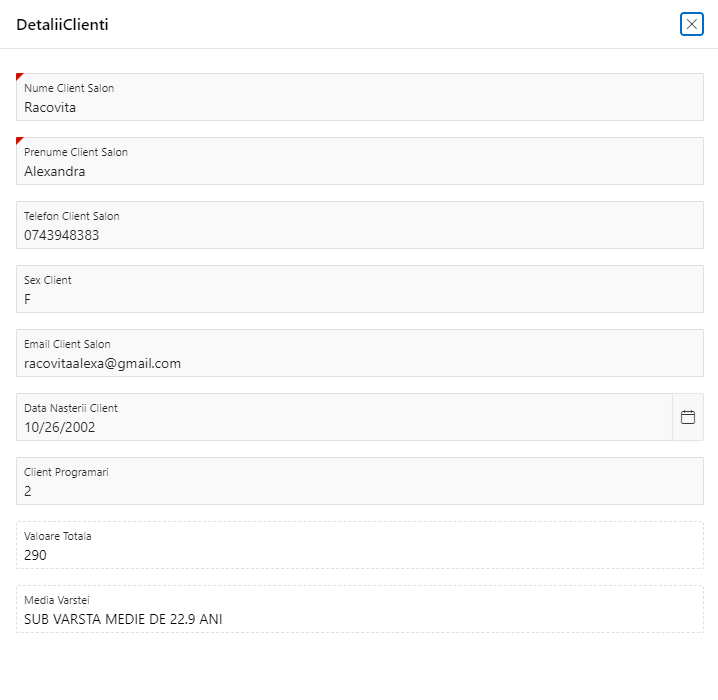 DetaliiClienti
Nume Client Salon
Racovita
Prenume Client Salon
Alexandra
Telefon Client Salon
0743948383
Sex Client
F
Email Client Salon
racovitaalexa@gmail.com
Data Nasterii Client
10/26/2002
Client Programari
2
Valoare Totala
290
Media Varstei
SUB VARSTA MEDIE DE 22.9 ANI